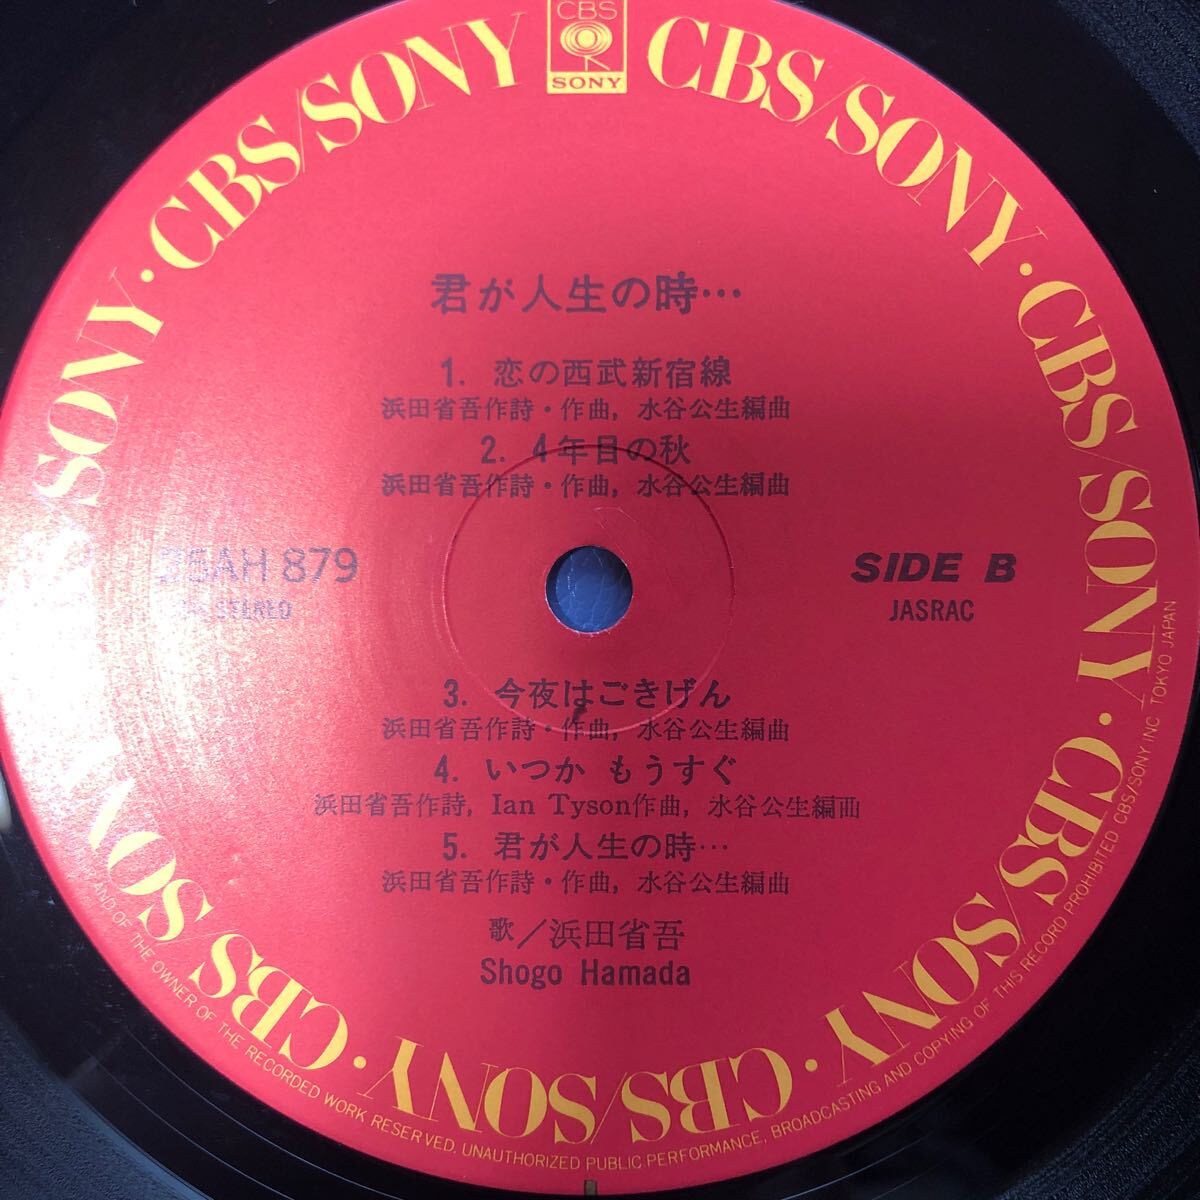 CBS
SONY
CBS/SONY · CBS/SONY · CBS/SONY · CBS/SONY · CBS/SONY · CBS/SONY · CBS/SONY · CBS/SONY
君が人生の時…
1. 恋の西武新宿線
浜田省吾作詩・作曲, 水谷公生編曲
2. 4年目の秋
浜田省吾作詩・作曲, 水谷公生編曲
25AH 879
STEREO
SIDE B
JASRAC
3. 今夜はごきげん
浜田省吾作詩・作曲, 水谷公生編曲
4. いつか もうすぐ
浜田省吾作詩, Ian Tyson作曲, 水谷公生編曲
5. 君が人生の時…
浜田省吾作詩・作曲, 水谷公生編曲
歌/浜田省吾
Shogo Hamada
AND OF THE OWNER OF THE RECORDED WORK RESERVED. UNAUTHORIZED PUBLIC PERFORMANCE, BROADCASTING AND COPYING OF THIS RECORD PROHIBITED CBS/SONY INC TOKYO JAPAN